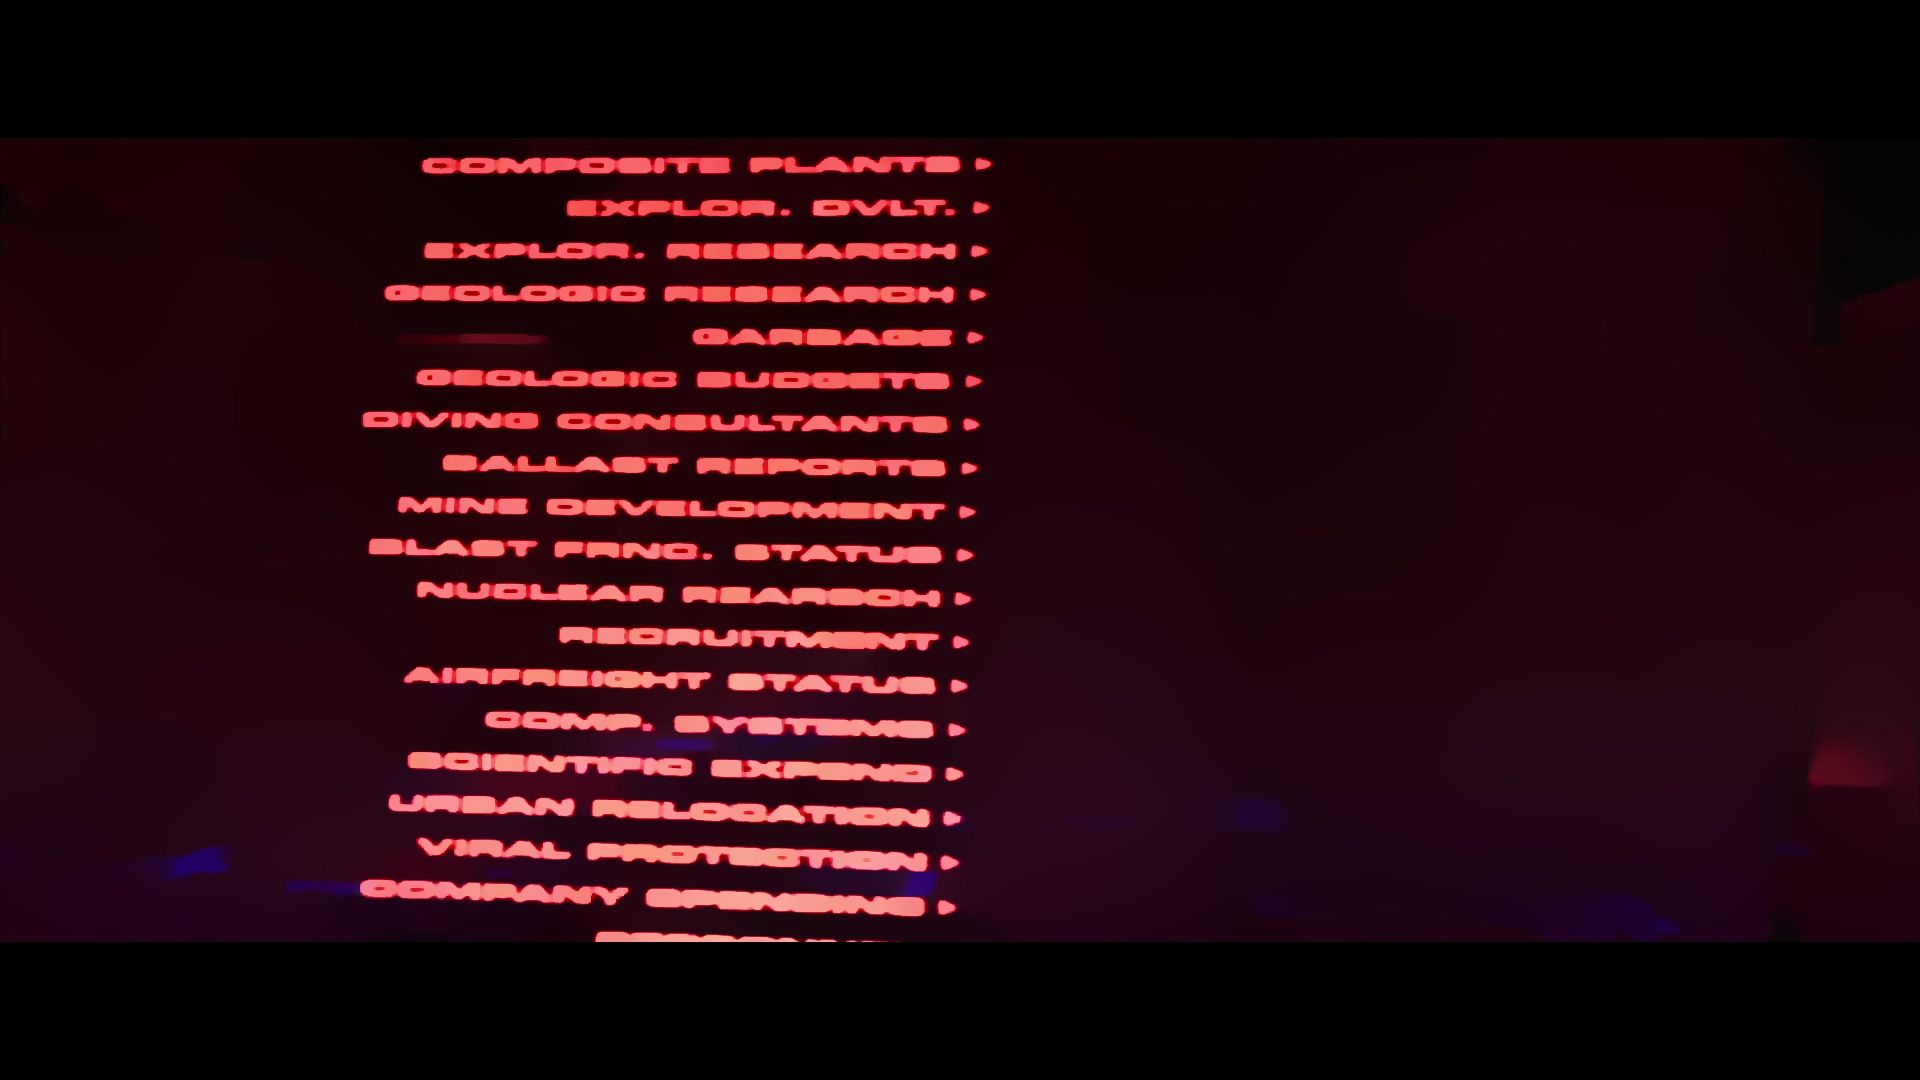 COMPOSITE PLANTS
EXPLOR. DVLT.
EXPLOR. RESEARCH
GEOLOGIC RESEARCH
GARBAGE
GEOLOGIC BUDGETS
DIVING CONSULTANTS
BALLAST REPORTS
MINE DEVELOPMENT
BLAST FRNC. STATUS
NUCLEAR REARSCH
RECRUITMENT
AIRFREIGHT STATUS
COMP. SYSTEMS
SCIENTIFIC EXPEND
URBAN RELOCATION
VIRAL PROTECTION
COMPANY SPENDING